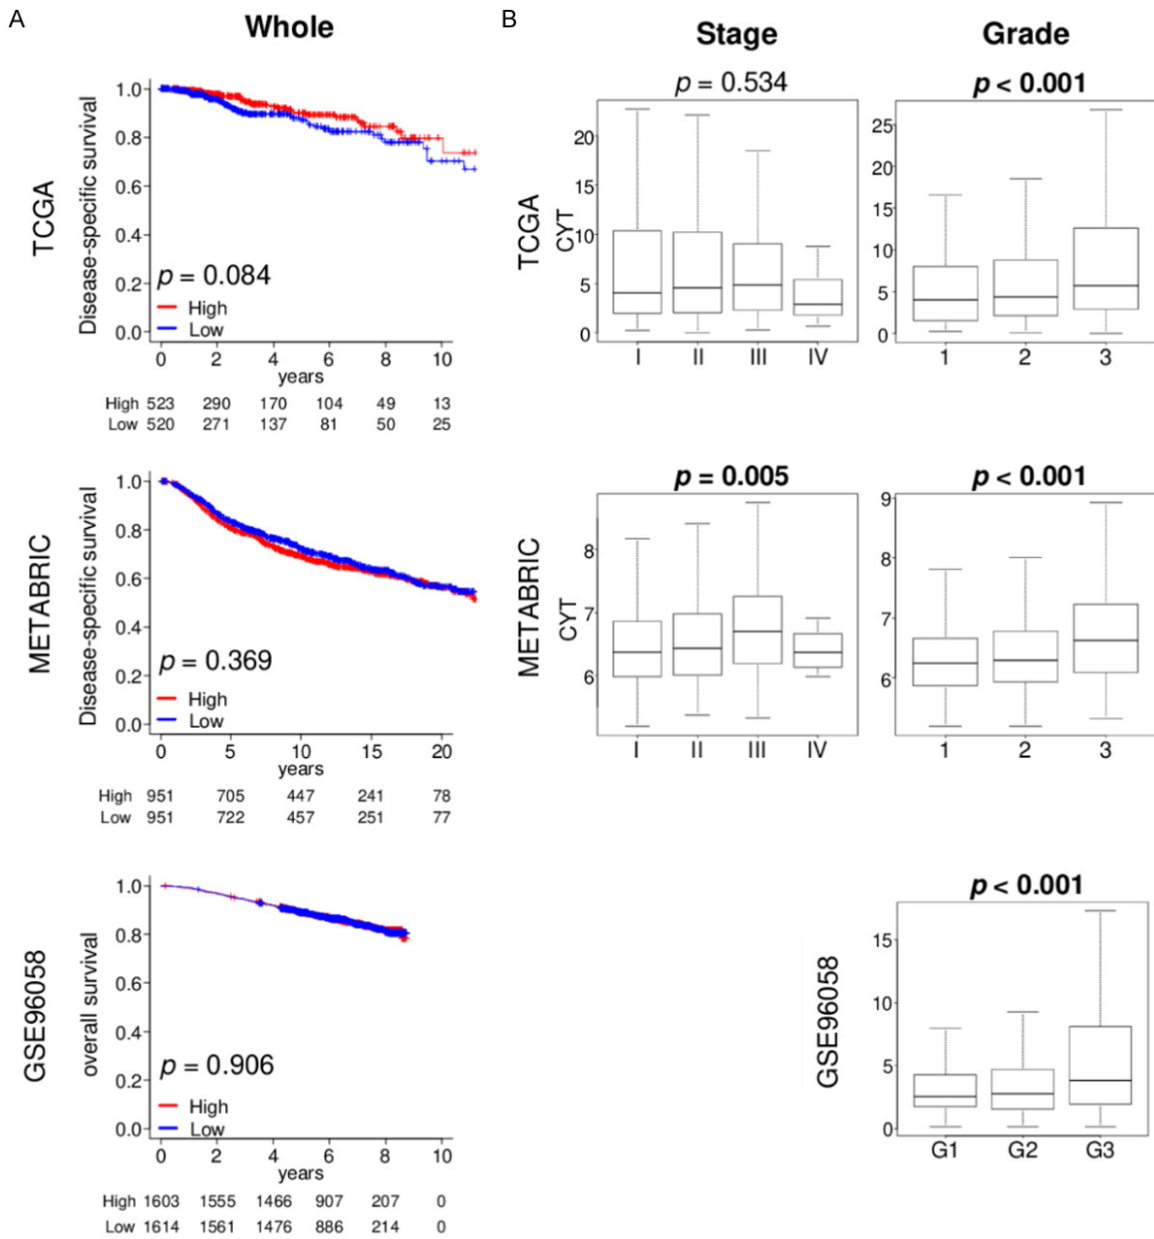 A
Whole
TCGA
Disease-specific survival
1.0
0.8
0.6
0.4
0.2
0.0
p = 0.084
High
Low
0 2 4 6 8 10
years
High 523 290 170 104 49 13
Low 520 271 137 81 50 25
METABRIC
Disease-specific survival
1.0
0.8
0.6
0.4
0.2
0.0
p = 0.369
High
Low
0 5 10 15 20
years
High 951 705 447 241 78
Low 951 722 457 251 77
GSE96058
overall survival
1.0
0.8
0.6
0.4
0.2
0.0
p = 0.906
High
Low
0 2 4 6 8 10
years
High 1603 1555 1466 907 207 0
Low 1614 1561 1476 886 214 0
B
Stage
Grade
TCGA
CYT
p = 0.534
20
15
10
5
0
I II III IV
p < 0.001
25
20
15
10
5
0
1 2 3
METABRIC
CYT
p = 0.005
8
7
6
I II III IV
p < 0.001
9
8
7
6
1 2 3
GSE96058
p < 0.001
15
10
5
0
G1 G2 G3